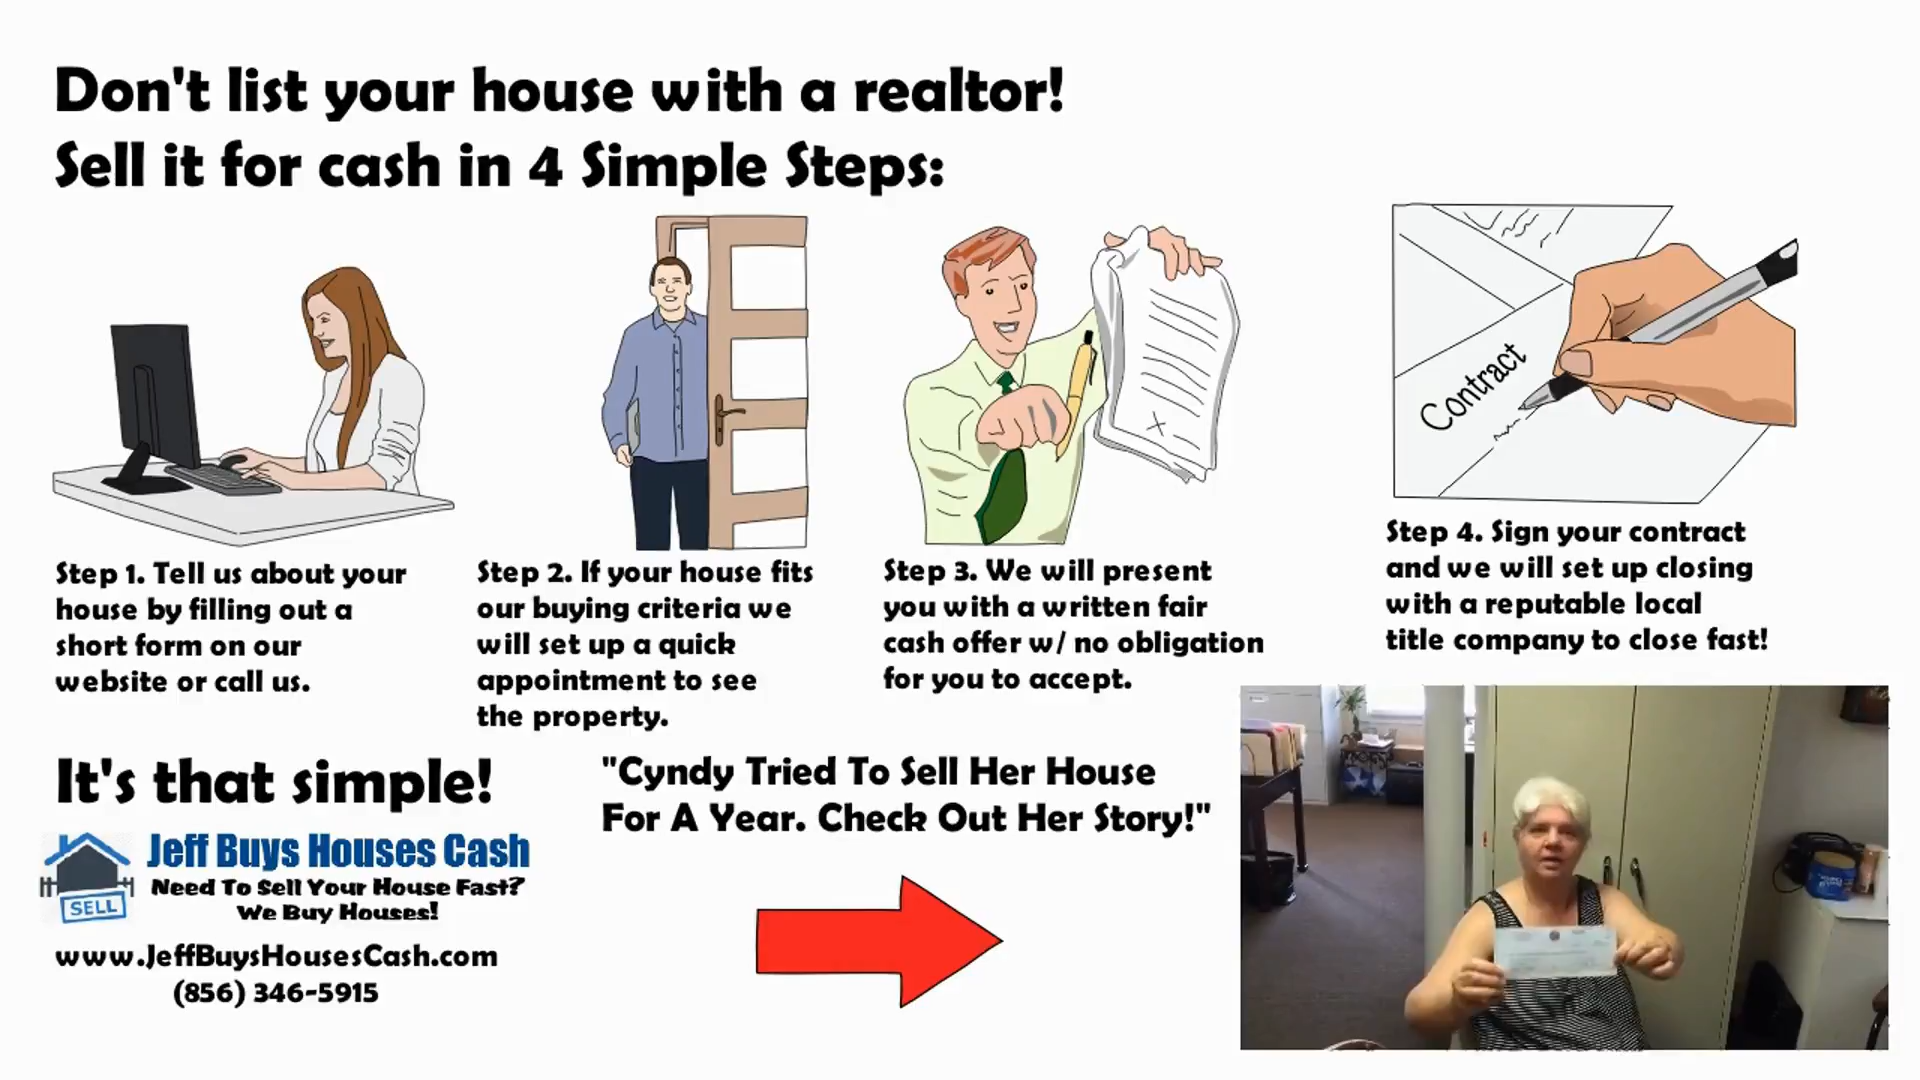 Don't list your house with a realtor!
Sell it for cash in 4 Simple Steps:
Contract
Step 1. Tell us about your
house by filling out a
short form on our
website or call us.
Step 2. If your house fits
our buying criteria we
will set up a quick
appointment to see
the property.
Step 3. We will present
you with a written fair
cash offer w/ no obligation
for you to accept.
Step 4. Sign your contract
and we will set up closing
with a reputable local
title company to close fast!
It's that simple!
SELL
Jeff Buys Houses Cash
Need To Sell Your House Fast?
We Buy Houses!
www.JeffBuysHousesCash.com
(856) 346-5915
"Cyndy Tried To Sell Her House
For A Year. Check Out Her Story!"